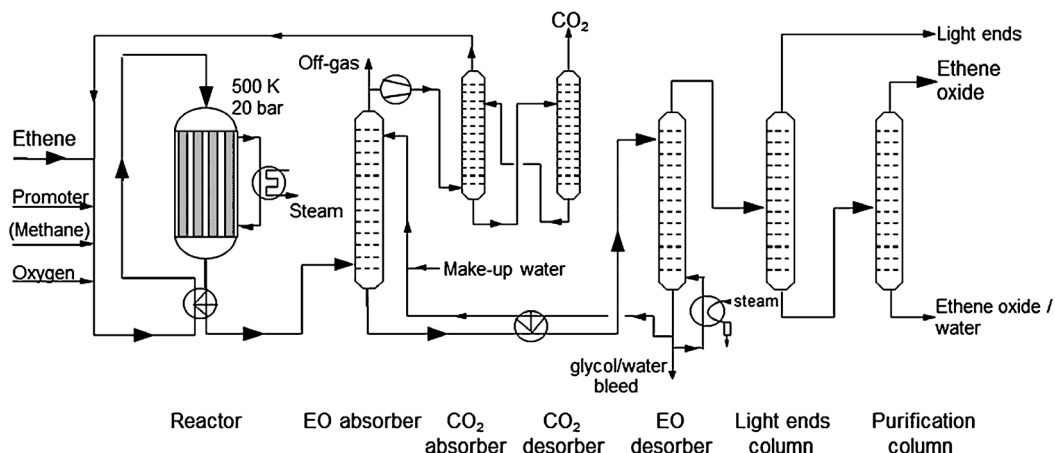 CO₂
Light ends
Off-gas
Ethene
oxide
500 K
20 bar
Ethene
Promoter
Steam
(Methane)
Oxygen
Make-up water
steam
Ethene oxide /
water
glycol/water
bleed
Reactor
EO absorber
CO₂
absorber
CO₂
desorber
EO
desorber
Light ends
column
Purification
column